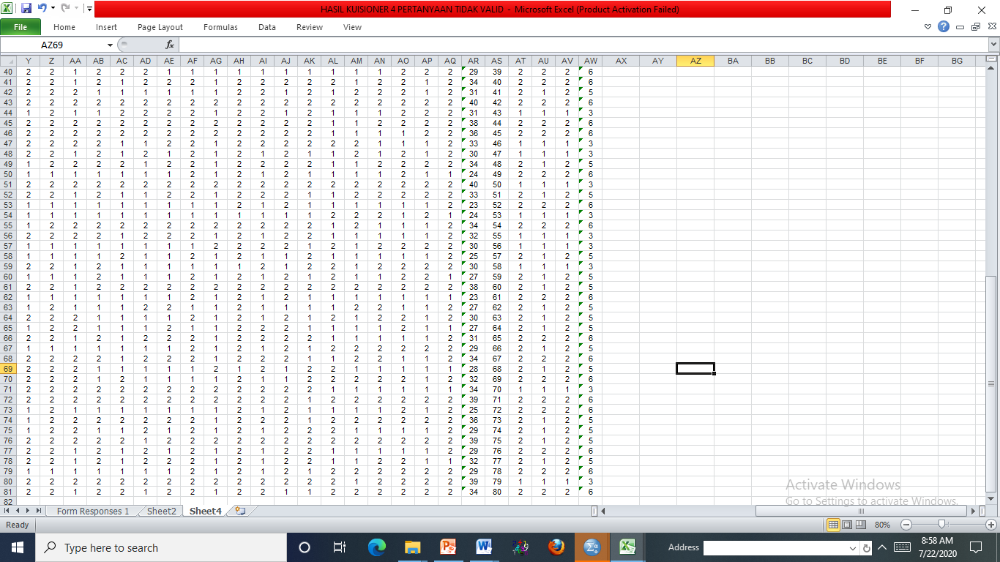 HASIL KUISIONER 4 PERTANYAAN TIDAK VALID - Microsoft Excel (Product Activation Failed)
File Home Insert Page Layout Formulas Data Review View
AZ69 fx
Y Z AA AB AC AD AE AF AG AH AI AJ AK AL AM AN AO AP AQ AR AS AT AU AV AW AX AY AZ BA BB BC BD BE BF BG
40 2 2 1 2 2 2 1 1 1 1 1 1 1 1 1 1 2 2 2 29 39 2 2 2 6
41 2 2 1 2 1 2 2 2 1 2 2 2 2 2 1 2 2 1 2 34 40 2 2 2 6
42 2 2 2 1 1 1 1 1 1 2 2 1 2 1 2 2 2 1 2 31 41 2 1 2 5
43 2 2 2 2 2 2 2 2 2 2 2 2 2 2 2 2 2 2 2 40 42 2 2 2 6
44 1 2 1 1 2 2 2 2 1 2 2 1 2 1 1 1 2 2 2 31 43 1 1 1 3
45 2 2 2 2 2 2 2 2 2 2 2 2 2 1 1 2 2 2 2 38 44 2 2 2 6
46 2 2 2 2 2 2 2 2 2 2 2 2 2 1 1 1 1 2 2 36 45 2 2 2 6
47 2 2 2 2 1 1 2 2 1 2 2 2 2 2 2 1 1 1 2 33 46 1 1 1 3
48 2 2 1 2 1 2 1 2 1 2 1 2 1 1 2 1 2 1 2 30 47 1 1 1 3
49 1 2 2 2 2 1 2 2 1 2 2 2 2 1 1 2 2 2 2 34 48 2 1 2 5
50 1 1 1 1 1 1 1 2 1 2 1 2 1 1 1 1 2 1 1 24 49 2 2 2 6
51 2 2 2 2 2 2 2 2 2 2 2 2 2 2 2 2 2 2 2 40 50 1 1 1 3
52 2 2 1 2 1 1 2 2 1 2 2 2 1 1 2 2 2 2 2 33 51 2 1 2 5
53 1 1 1 1 1 1 1 1 1 2 1 2 1 1 1 1 1 1 2 23 52 2 2 2 6
54 1 1 1 1 1 1 1 1 1 1 1 1 1 2 2 2 1 2 1 24 53 1 1 1 3
55 1 2 2 2 2 2 2 2 2 2 2 2 2 1 2 1 1 1 2 34 54 2 2 2 6
56 2 2 2 2 1 2 2 2 1 2 1 2 2 1 1 1 1 1 2 32 55 1 1 1 3
57 1 1 1 1 1 1 1 1 2 2 2 2 1 2 1 2 2 2 2 30 56 1 1 1 3
58 1 1 1 1 2 1 1 2 1 2 1 1 2 1 1 1 1 1 2 25 57 2 1 2 5
59 2 2 1 2 1 1 1 1 1 1 2 1 2 2 1 2 2 2 2 30 58 1 1 1 3
60 1 1 1 2 1 1 1 2 1 2 1 2 1 2 1 1 2 2 1 27 59 2 1 2 5
61 2 2 1 2 2 2 2 2 2 2 2 2 2 2 2 2 2 2 2 38 60 2 1 2 5
62 1 1 1 1 1 1 1 2 1 2 1 2 1 1 1 1 1 1 1 23 61 2 2 2 6
63 1 2 1 1 1 2 2 1 1 2 1 1 1 1 2 2 1 1 2 27 62 2 1 2 5
64 2 2 2 1 1 1 1 2 1 2 1 2 1 2 1 2 2 1 2 30 63 2 1 2 5
65 1 1 1 2 1 1 2 1 1 2 2 2 1 2 1 1 1 1 2 27 64 2 1 2 5
66 2 2 1 2 1 2 2 2 1 2 2 2 2 1 1 1 1 1 2 31 65 2 2 2 6
67 1 1 1 1 1 1 1 2 1 2 1 2 1 2 2 2 2 2 2 29 66 2 1 2 5
68 2 2 2 2 1 2 2 2 1 2 2 2 1 1 2 2 1 2 2 34 67 2 2 2 6
69 2 2 2 1 1 1 1 1 2 1 2 1 2 2 1 1 1 1 2 28 68 2 1 2 5
70 2 2 2 1 2 1 1 1 1 2 1 1 2 2 2 2 2 1 2 32 69 2 2 2 6
71 2 2 2 2 2 2 2 2 2 2 2 2 2 1 1 1 1 1 2 34 70 1 1 1 3
72 2 2 2 2 2 2 2 2 2 2 2 2 1 2 2 2 2 2 2 39 71 2 2 2 6
73 1 2 1 1 1 1 1 1 1 2 2 1 1 1 1 1 2 1 2 25 72 2 2 2 6
74 1 2 2 2 2 2 2 2 1 2 2 2 1 2 2 2 2 2 2 36 73 2 1 2 5
75 1 2 2 1 1 2 1 2 1 2 1 2 2 2 1 1 1 1 2 29 74 2 1 2 5
76 2 2 2 2 2 1 2 2 2 2 2 2 2 2 2 2 2 2 2 39 75 2 1 2 5
77 2 2 1 2 1 2 1 2 1 2 1 2 1 1 1 1 2 1 2 29 76 2 2 2 6
78 2 2 1 2 1 2 2 2 1 2 2 2 2 1 1 2 2 1 1 32 77 2 1 2 5
79 1 1 1 1 1 1 1 2 1 2 1 2 1 2 2 2 2 2 2 29 78 2 2 2 6
80 2 2 2 2 2 2 2 2 2 2 2 2 2 2 1 2 2 2 2 39 79 1 1 1 3
81 2 2 1 2 2 1 2 2 1 2 2 1 1 2 2 2 2 2 2 34 80 2 2 2 6
82
Activate Windows
Go to Settings to activate Windows.
Form Responses 1 Sheet2 Sheet4
Ready 80%
Type here to search Address 8:58 AM
7/22/2020